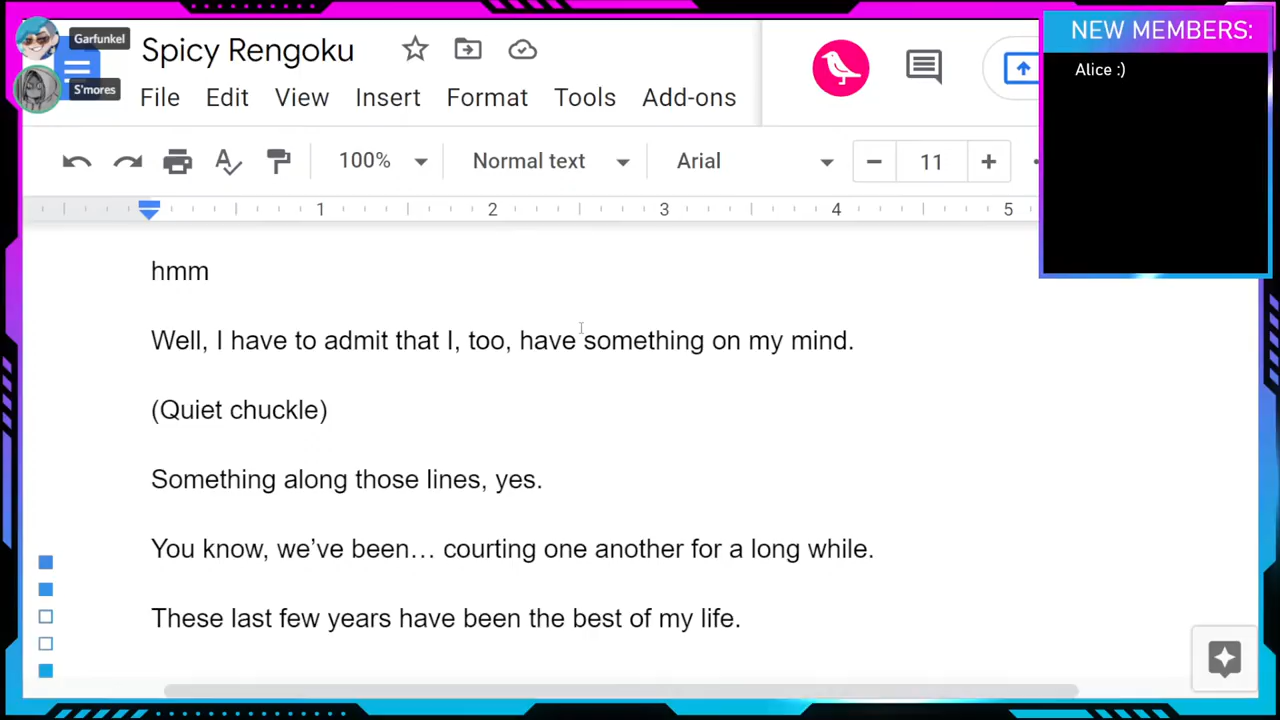 Garfunkel
S'mores
Spicy Rengoku
File Edit View Insert Format Tools Add-ons
NEW MEMBERS:
Alice :)
100% Normal text Arial 11
1 2 3 4 5
hmm
Well, I have to admit that I, too, have something on my mind.
(Quiet chuckle)
Something along those lines, yes.
You know, we’ve been… courting one another for a long while.
These last few years have been the best of my life.